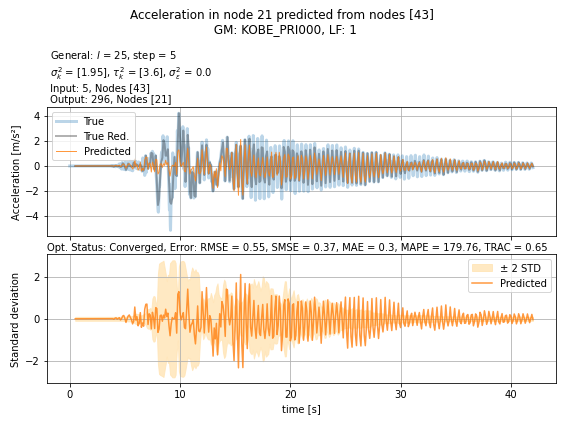 Acceleration in node 21 predicted from nodes [43]
GM: KOBE_PRI000, LF: 1
General: l = 25, step = 5
σ²ₖ = [1.95], τ²ₖ = [3.6], σ²ε = 0.0
Input: 5, Nodes [43]
Output: 296, Nodes [21]
Acceleration [m/s²]
4
2
0
−2
−4
True
True Red.
Predicted
Opt. Status: Converged, Error: RMSE = 0.55, SMSE = 0.37, MAE = 0.3, MAPE = 179.76, TRAC = 0.65
Standard deviation
2
0
−2
± 2 STD
Predicted
0 10 20 30 40
time [s]